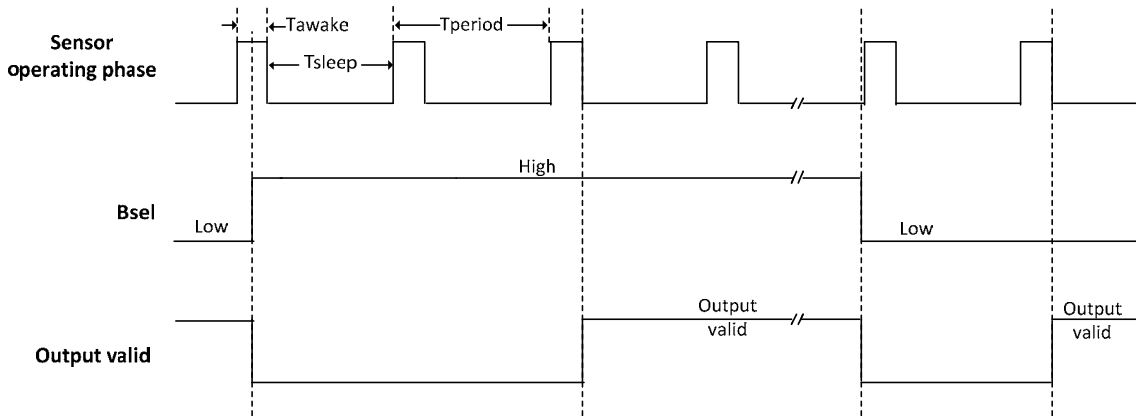 Tawake
Tperiod
Sensor
operating phase
Tsleep
High
Bsel
Low
Low
Output
valid
Output
valid
Output valid